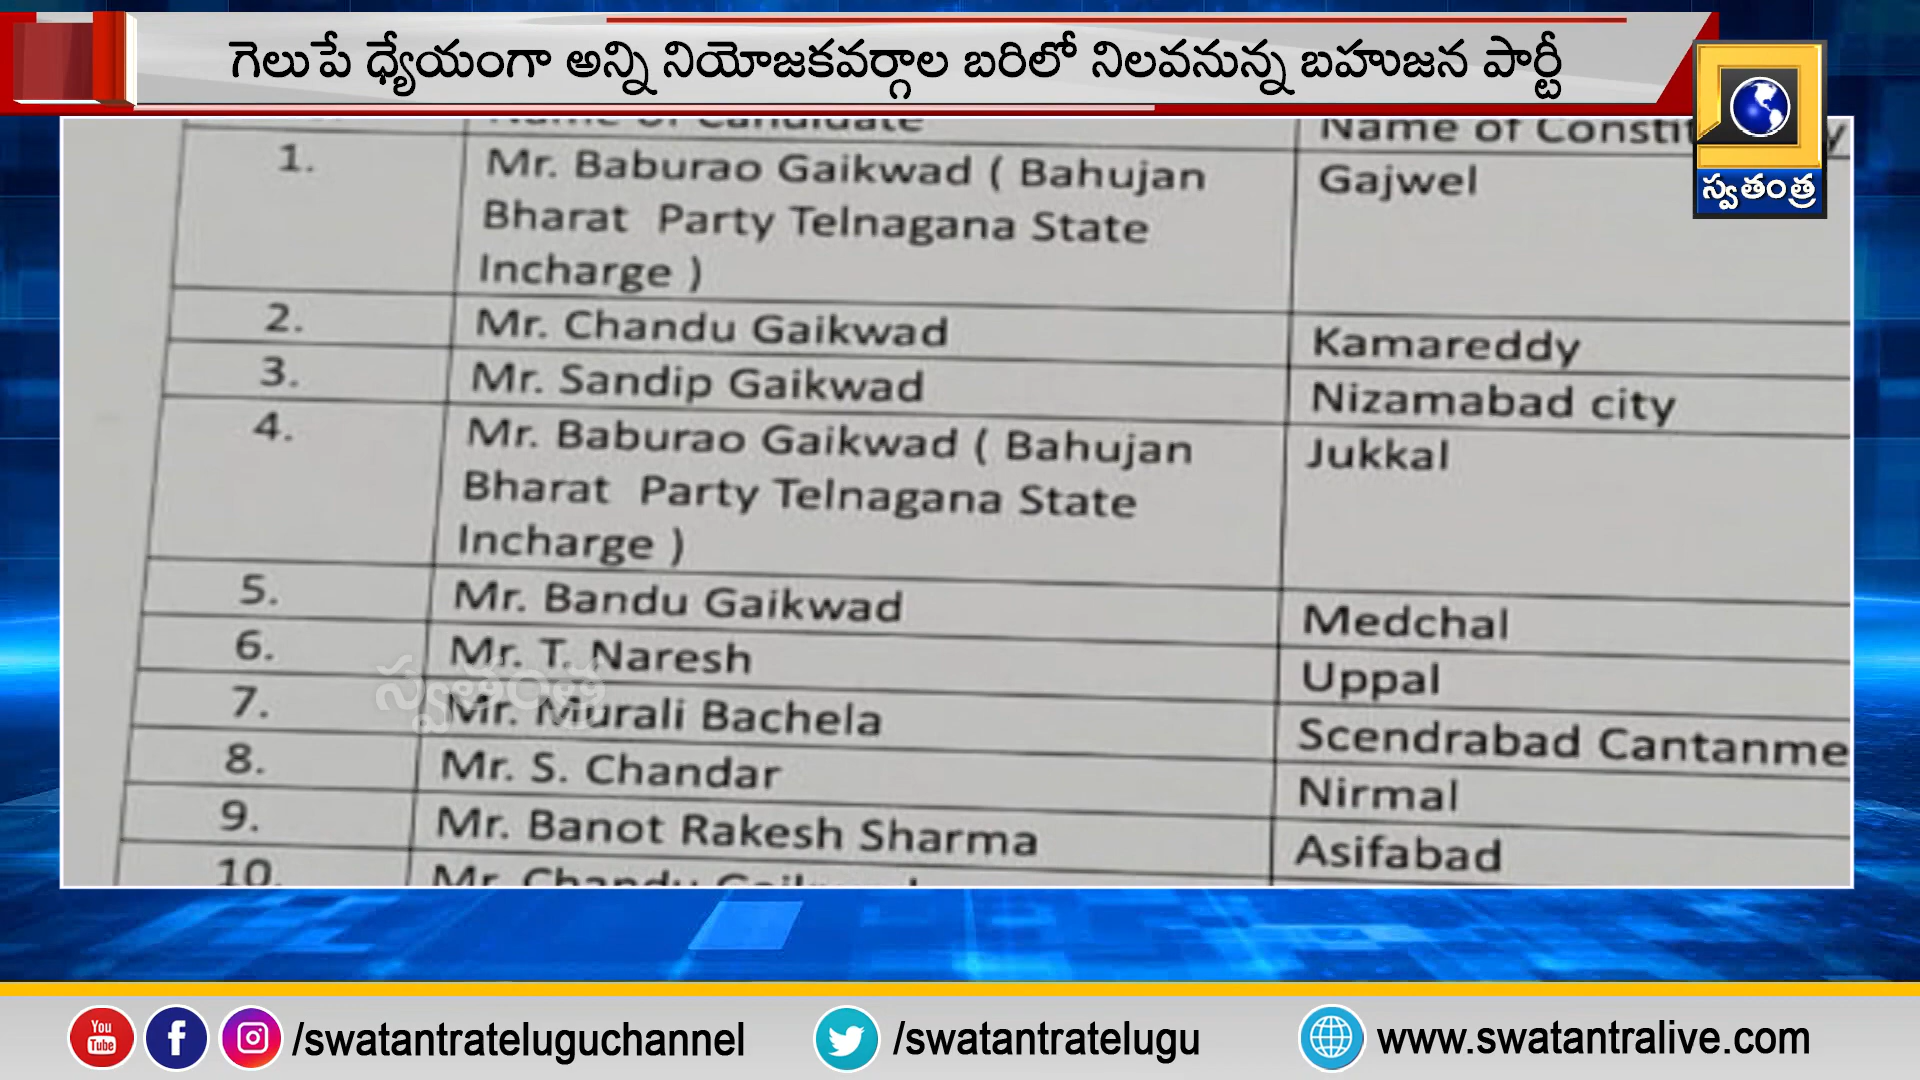 గెలుపే ధ్యేయంగా అన్ని నియోజకవర్గాల బరిలో నిలవనున్న బహుజన పార్టీ
స్వతంత్ర
Name of Candidate Name of
1. Mr. Baburao Gaikwad ( Bahujan Gajwel
Bharat Party Telnagana State
Incharge )
2. Mr. Chandu Gaikwad Kamareddy
3. Mr. Sandip Gaikwad Nizamabad city
4. Mr. Baburao Gaikwad ( Bahujan Jukkal
Bharat Party Telnagana State
Incharge )
5. Mr. Bandu Gaikwad Medchal
6. Mr. T. Naresh Uppal
7. Mr. Murali Bachela Scendrabad Cantanme
8. Mr. S. Chandar Nirmal
9. Mr. Banot Rakesh Sharma Asifabad
10. Mr. Chandu
స్వతంత్ర
You Tube /swatantrateluguchannel /swatantratelugu www.swatantralive.com